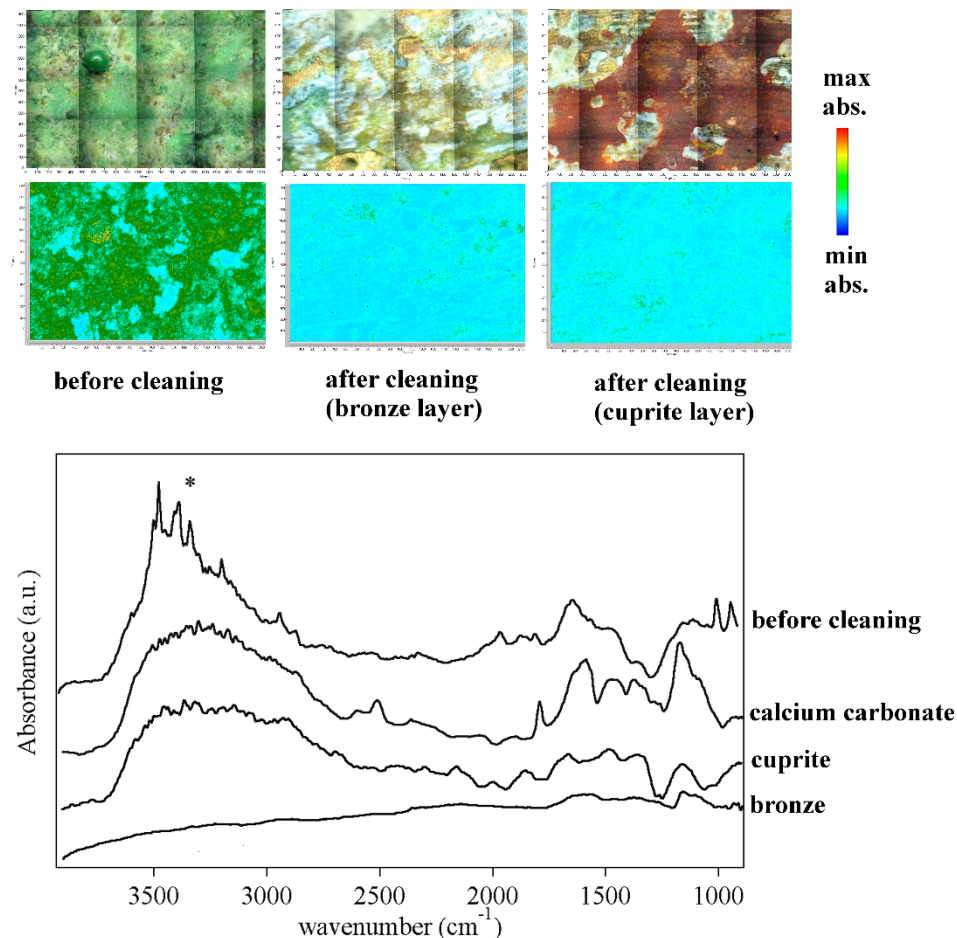 max
abs.
min
abs.
before cleaning
after cleaning
(bronze layer)
after cleaning
(cuprite layer)
*
before cleaning
calcium carbonate
cuprite
bronze
Absorbance (a.u.)
3500 3000 2500 2000 1500 1000
wavenumber (cm⁻¹)